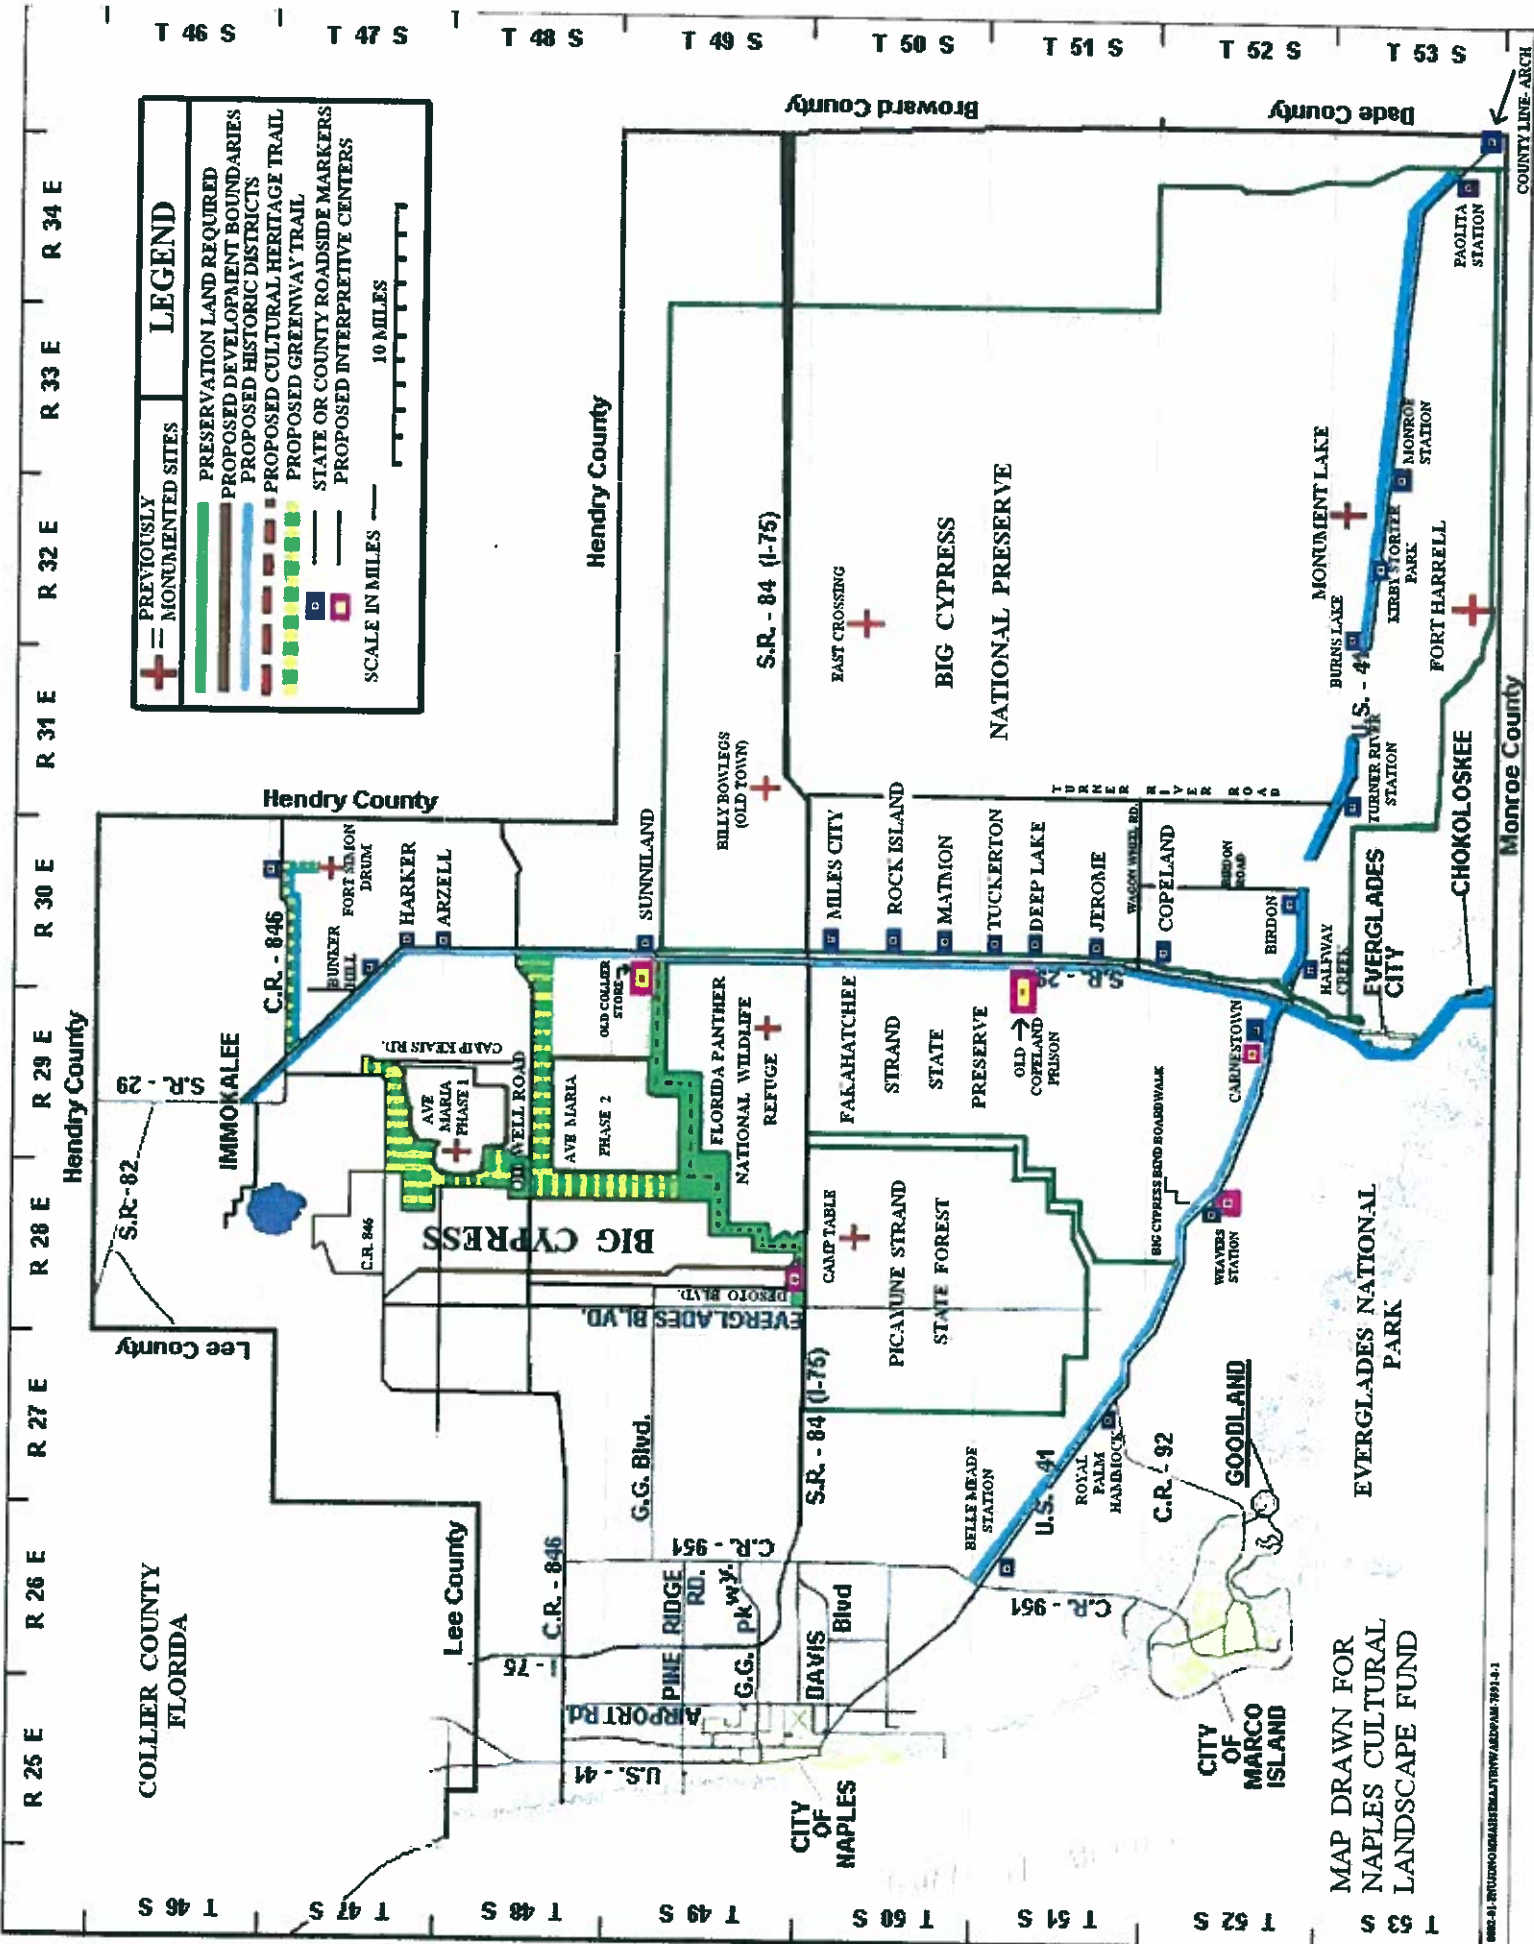 COLLIER COUNTY
FLORIDA
R 25 E
R 26 E
R 27 E
R 28 E
R 29 E
R 30 E
R 31 E
R 32 E
R 33 E
R 34 E
T 46 S
T 47 S
T 48 S
T 49 S
T 50 S
T 51 S
T 52 S
T 53 S
T 46 S
T 47 S
T 48 S
T 49 S
T 50 S
T 51 S
T 52 S
T 53 S
= PREVIOUSLY
MONUMENTED SITES
LEGEND
PRESERVATION LAND REQUIRED
PROPOSED DEVELOPMENT BOUNDARIES
PROPOSED HISTORIC DISTRICTS
PROPOSED CULTURAL HERITAGE TRAIL
PROPOSED GREENWAY TRAIL
STATE OR COUNTY ROADSIDE MARKERS
PROPOSED INTERPRETIVE CENTERS
SCALE IN MILES
10 MILES
Hendry County
Hendry County
Hendry County
Lee County
Lee County
Broward County
Dade County
Monroe County
COUNTY LINE- ARCH
S.R.-82
S.R. - 29
IMMOKALEE
C.R. - 846
C.R. 846
BUNKER
HILL
FORT SIMON
DRUM
HARKER
ARZELL
CAMP KEAIS RD.
AVE
MARIA
PHASE 1
OIL WELL ROAD
AVE MARIA
PHASE 2
OLD COLLIER
STORE
SUNNILAND
BIG CYPRESS
DESOTO BLVD.
EVERGLADES BLVD.
FLORIDA PANTHER
NATIONAL WILDLIFE
REFUGE
BILLY BOWLEGS
(OLD TOWN)
S.R. - 84 (I-75)
S.R. - 84 (I-75)
EAST CROSSING
BIG CYPRESS
NATIONAL PRESERVE
MILES CITY
ROCK ISLAND
MATMON
TUCKERTON
DEEP LAKE
JEROME
COPELAND
TURNER RIVER ROAD
WAGON WHEEL RD.
BIRDON
ROAD
BIRDON
HALFWAY
CREEK
FAKAHATCHEE
STRAND
STATE
PRESERVE
OLD
COPELAND
PRISON
S.R. - 29
CAMP TABLE
PICAYUNE STRAND
STATE FOREST
BIG CYPRESS BEND BOARDWALK
WEAVERS
STATION
CARNESTOWN
EVERGLADES
CITY
CHOKOLOSKEE
TURNER RIVER
STATION
U.S. - 41
BURNS LAKE
MONUMENT LAKE
KIRBY STORTER
PARK
MONROE
STATION
FORT HARRELL
PAOLITA
STATION
G.G. Blvd.
C.R. - 846
I - 75
C.R. - 951
PINE RIDGE
RD.
G.G. Pkwy.
DAVIS
Blvd
AIRPORT Rd.
U.S. - 41
CITY
OF
NAPLES
BELLE MEADE
STATION
U.S. 41
ROYAL
PALM
HAMMOCK
C.R. - 92
C.R. - 951
GOODLAND
CITY
OF
MARCO
ISLAND
EVERGLADES NATIONAL
PARK
MAP DRAWN FOR
NAPLES CULTURAL
LANDSCAPE FUND